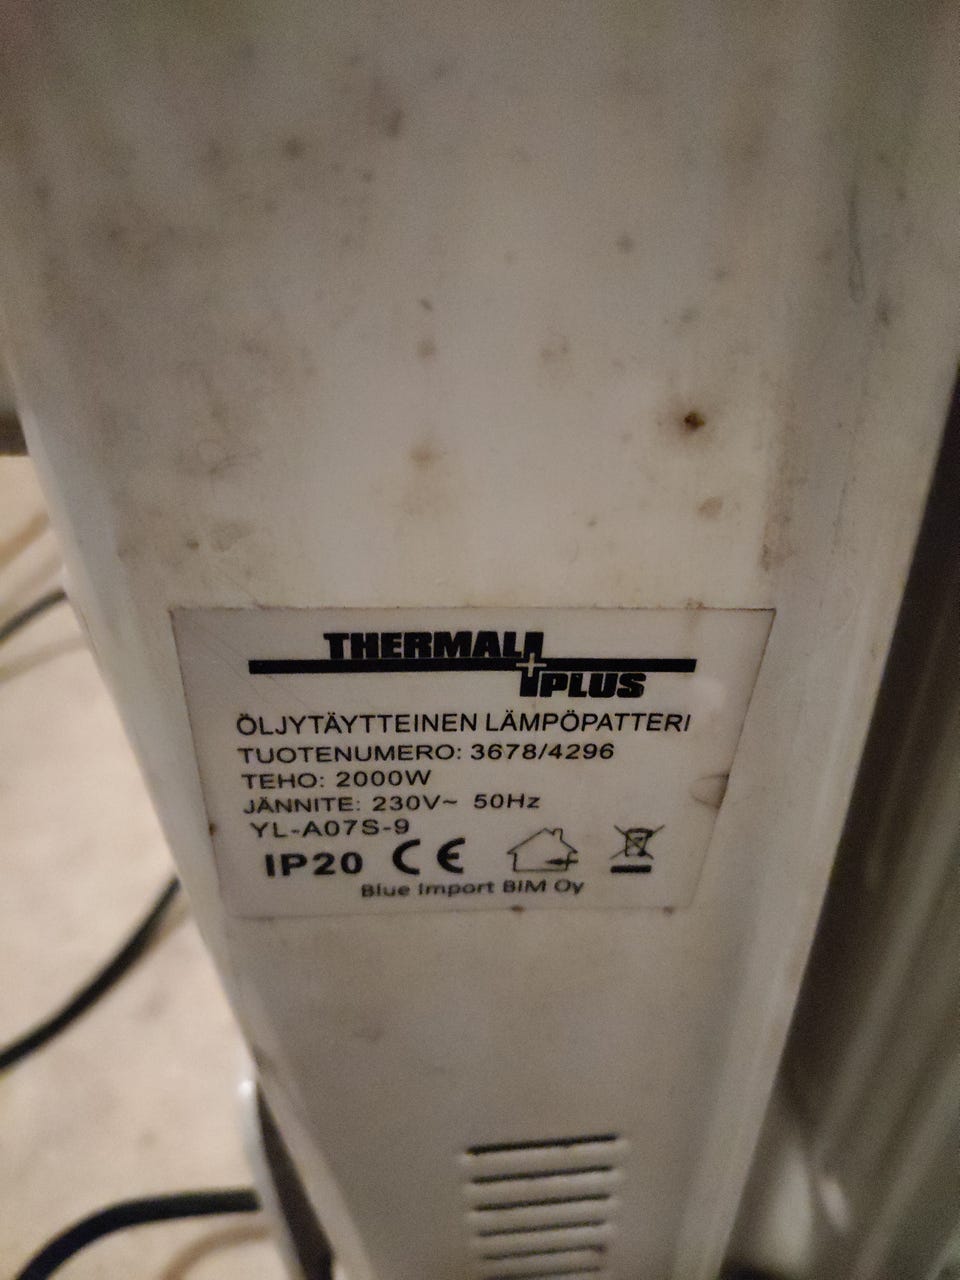 THERMAL
PLUS
ÖLJYTÄYTTEINEN LÄMPÖPATTERI
TUOTENUMERO: 3678/4296
TEHO: 2000W
JÄNNITE: 230V~ 50Hz
YL-A07S-9
IP20 CE
Blue Import BIM Oy